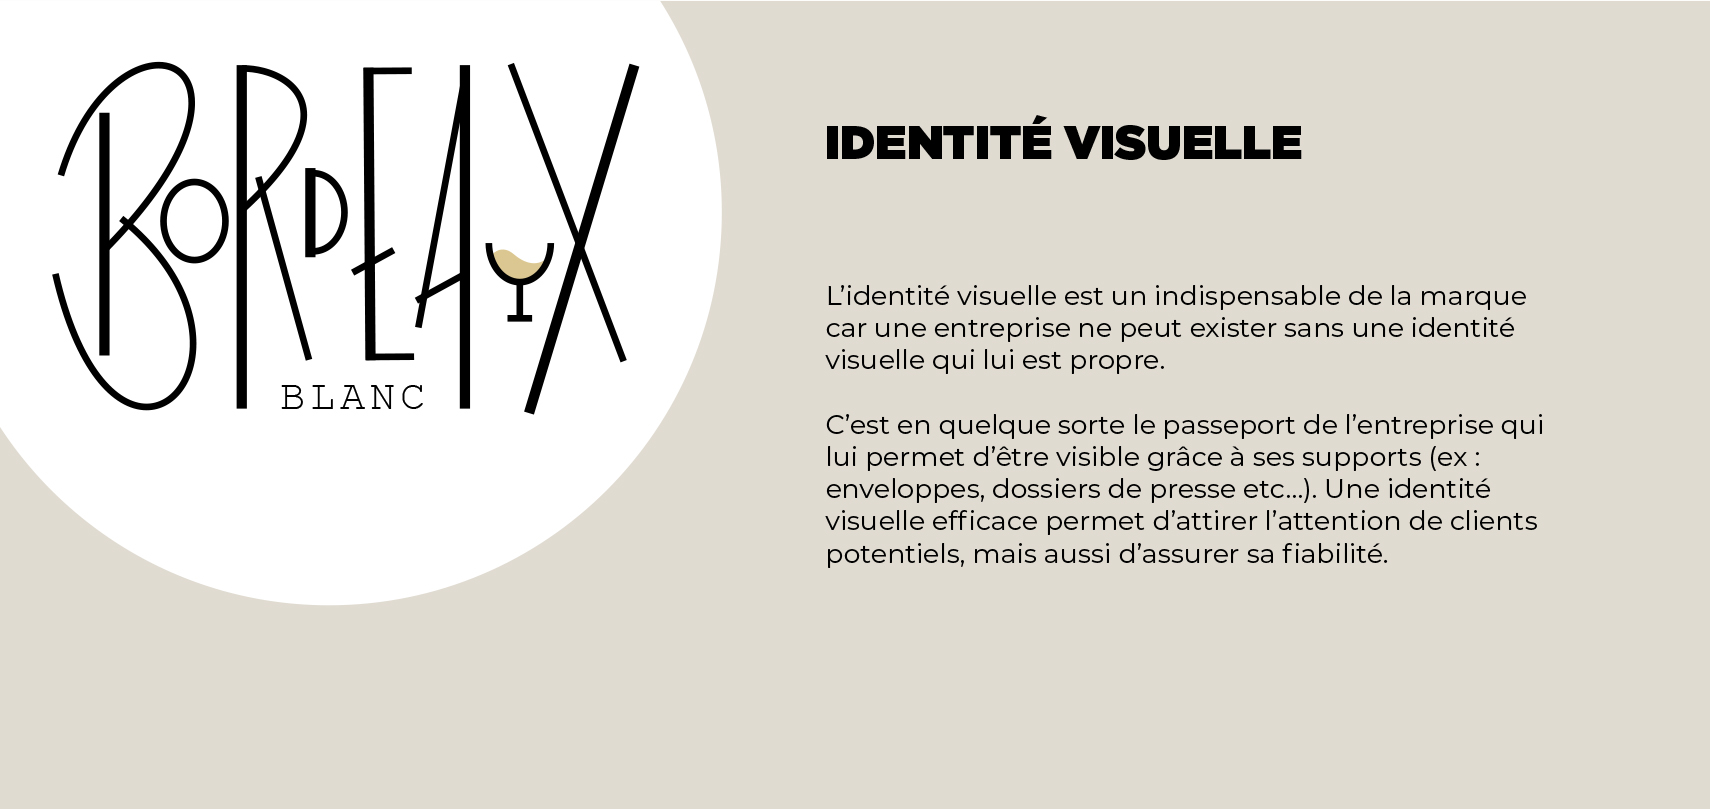 BORDEAUX
BLANC
IDENTITÉ VISUELLE
L’identité visuelle est un indispensable de la marque
car une entreprise ne peut exister sans une identité
visuelle qui lui est propre.
C’est en quelque sorte le passeport de l’entreprise qui
lui permet d’être visible grâce à ses supports (ex :
enveloppes, dossiers de presse etc...). Une identité
visuelle efficace permet d’attirer l’attention de clients
potentiels, mais aussi d’assurer sa fiabilité.